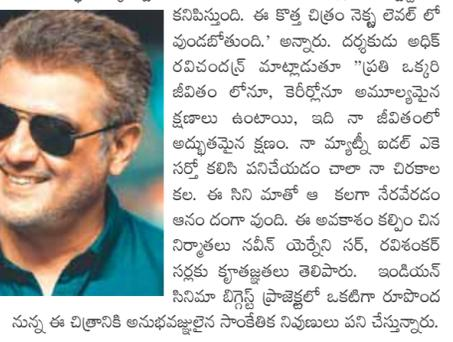 కనిపిస్తుంది. ఈ కొత్త చిత్రం నెక్స్ట లెవల్ లో
వుండబోతుంది.' అన్నారు. దర్శకుడు అధిక్
రవిచంద్రన్ మాట్లాడుతూ "ప్రతి ఒక్కరి
జీవితం లోనూ, కెరీర్లోనూ అమూల్యమైన
క్షణాలు ఉంటాయి, ఇది నా జీవితంలో
అద్భుతమైన క్షణం. నా మ్యాట్నీ ఐడల్ ఎకె
సర్తో కలిసి పనిచేయడం చాలా నా చిరకాల
కల. ఈ సిని మాతో ఆ కలగా నేరవేరడం
ఆనం దంగా వుంది. ఈ అవకాశం కల్పిం చిన
నిర్మాతలు నవీన్ యెర్నేని సర్, రవిశంకర్
సర్లకు కృతజ్ఞతలు తెలిపారు. ఇండియన్
సినిమా బిగ్గెస్ట్ ప్రాజెక్ట్లలో ఒకటిగా రూపొంద
నున్న ఈ చిత్రానికి అనుభవజ్ఞులైన సాంకేతిక నివుణులు పని చేస్తున్నారు.